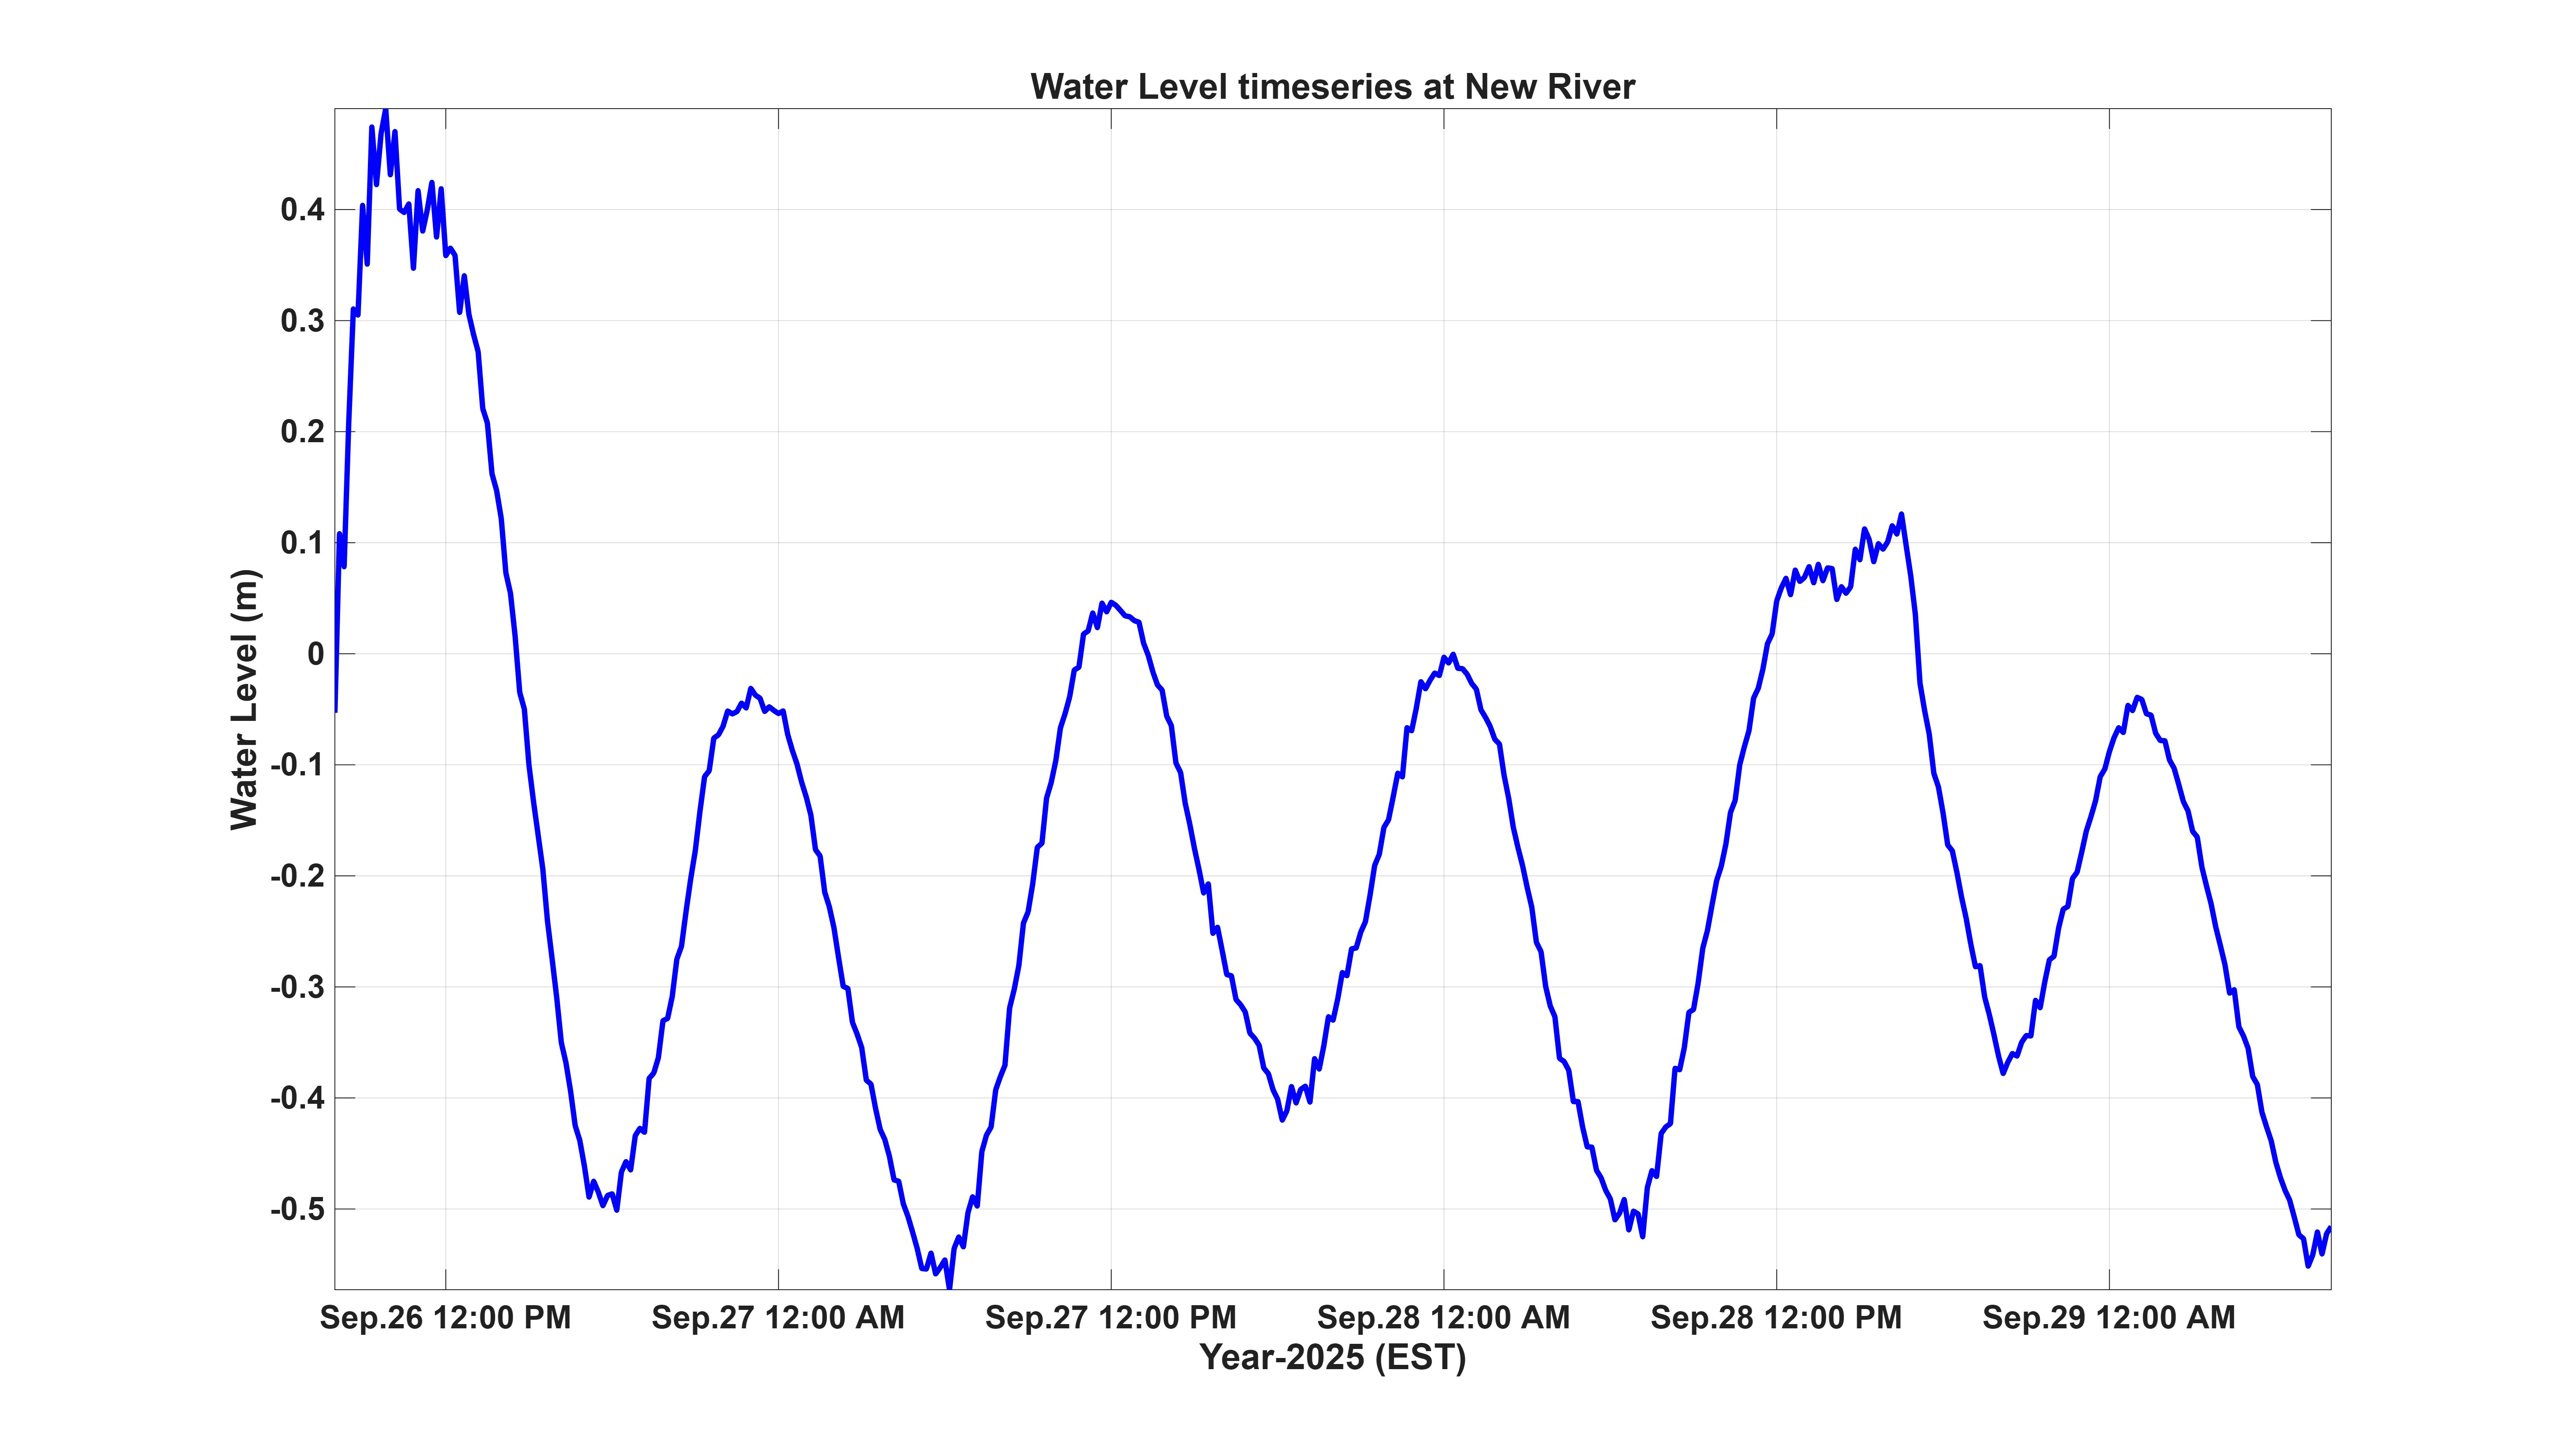 Water Level timeseries at New River
0.4
0.3
0.2
0.1
0
-0.1
-0.2
-0.3
-0.4
-0.5
Water Level (m)
Sep.26 12:00 PM Sep.27 12:00 AM Sep.27 12:00 PM Sep.28 12:00 AM Sep.28 12:00 PM Sep.29 12:00 AM
Year-2025 (EST)